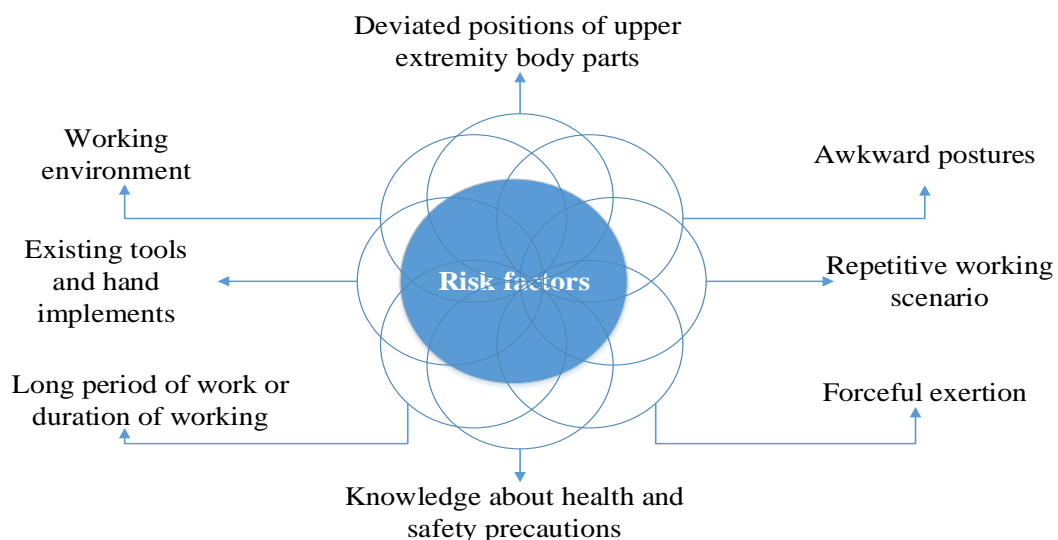 Deviated positions of upper
extremity body parts
Working
environment
Awkward postures
Existing tools
and hand
implements
Risk factors
Repetitive working
scenario
Long period of work or
duration of working
Forceful exertion
Knowledge about health and
safety precautions